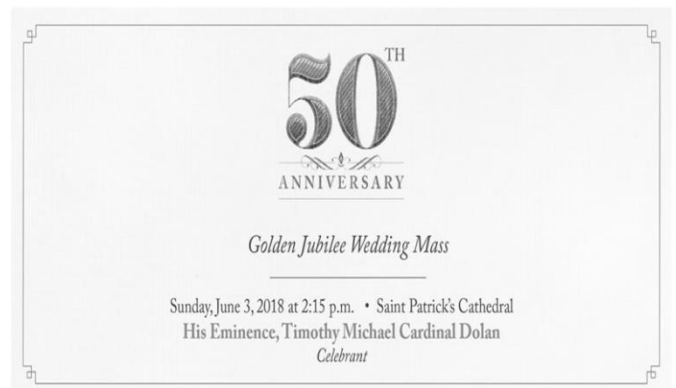 50TH
ANNIVERSARY
Golden Jubilee Wedding Mass
Sunday, June 3, 2018 at 2:15 p.m. • Saint Patrick's Cathedral
His Eminence, Timothy Michael Cardinal Dolan
Celebrant